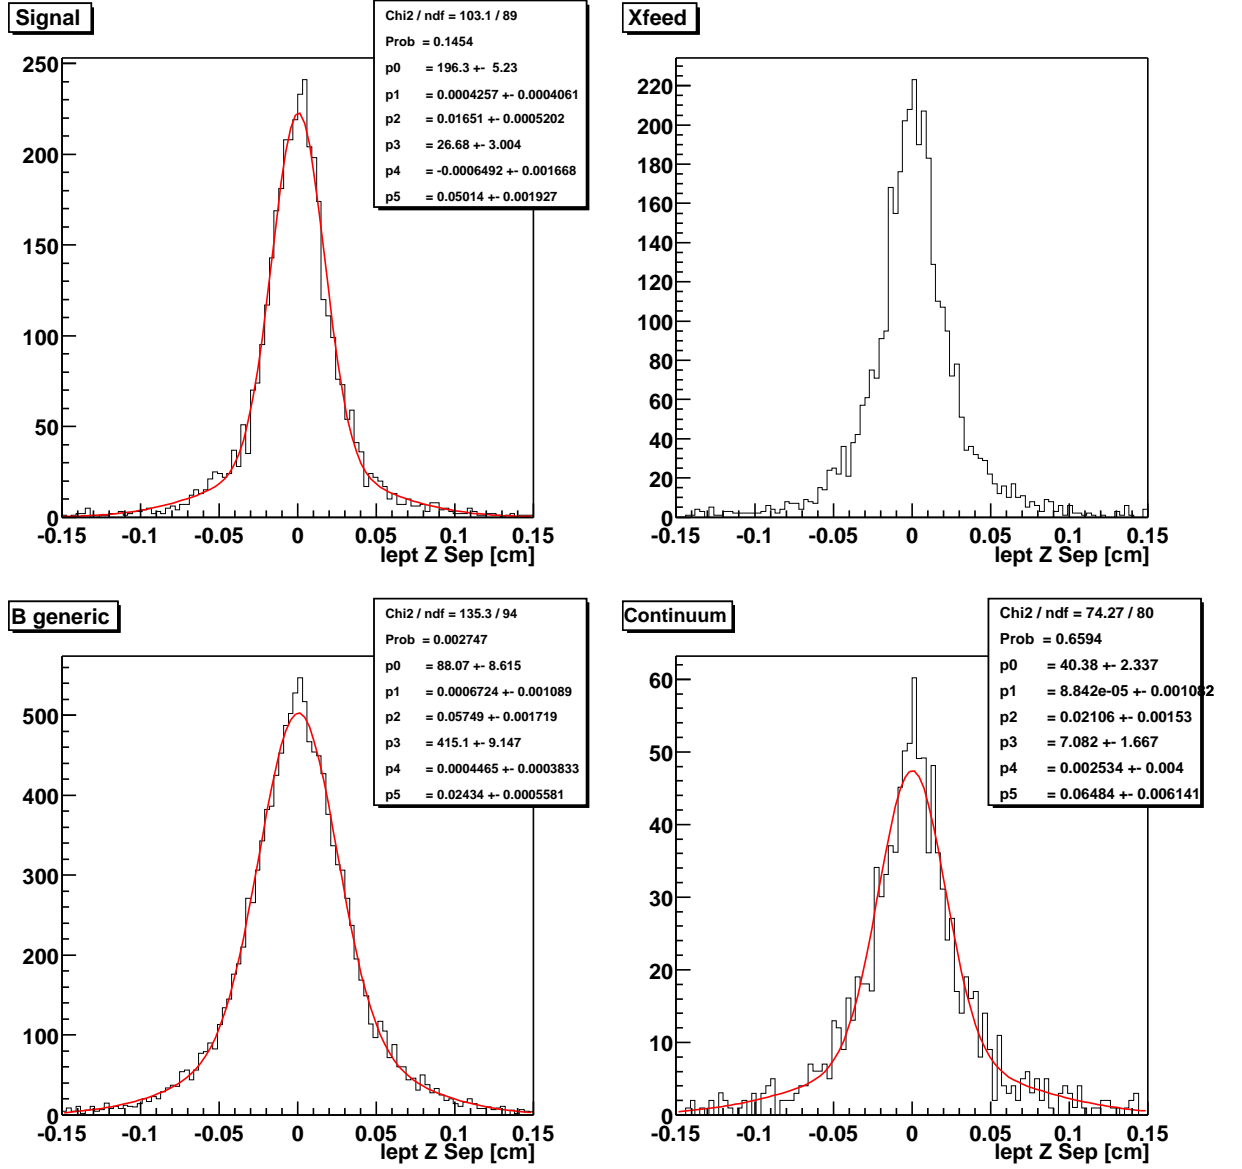 Signal
Chi2 / ndf = 103.1 / 89
Prob = 0.1454
p0 = 196.3 +- 5.23
p1 = 0.0004257 +- 0.0004061
p2 = 0.01651 +- 0.0005202
p3 = 26.68 +- 3.004
p4 = -0.0006492 +- 0.001668
p5 = 0.05014 +- 0.001927
250
200
150
100
50
0
-0.15 -0.1 -0.05 0 0.05 0.1 0.15
lept Z Sep [cm]
Xfeed
220
200
180
160
140
120
100
80
60
40
20
0
-0.15 -0.1 -0.05 0 0.05 0.1 0.15
lept Z Sep [cm]
B generic
Chi2 / ndf = 135.3 / 94
Prob = 0.002747
p0 = 88.07 +- 8.615
p1 = 0.0006724 +- 0.001089
p2 = 0.05749 +- 0.001719
p3 = 415.1 +- 9.147
p4 = 0.0004465 +- 0.0003833
p5 = 0.02434 +- 0.0005581
500
400
300
200
100
0
-0.15 -0.1 -0.05 0 0.05 0.1 0.15
lept Z Sep [cm]
Continuum
Chi2 / ndf = 74.27 / 80
Prob = 0.6594
p0 = 40.38 +- 2.337
p1 = 8.842e-05 +- 0.001082
p2 = 0.02106 +- 0.00153
p3 = 7.082 +- 1.667
p4 = 0.002534 +- 0.004
p5 = 0.06484 +- 0.006141
60
50
40
30
20
10
0
-0.15 -0.1 -0.05 0 0.05 0.1 0.15
lept Z Sep [cm]